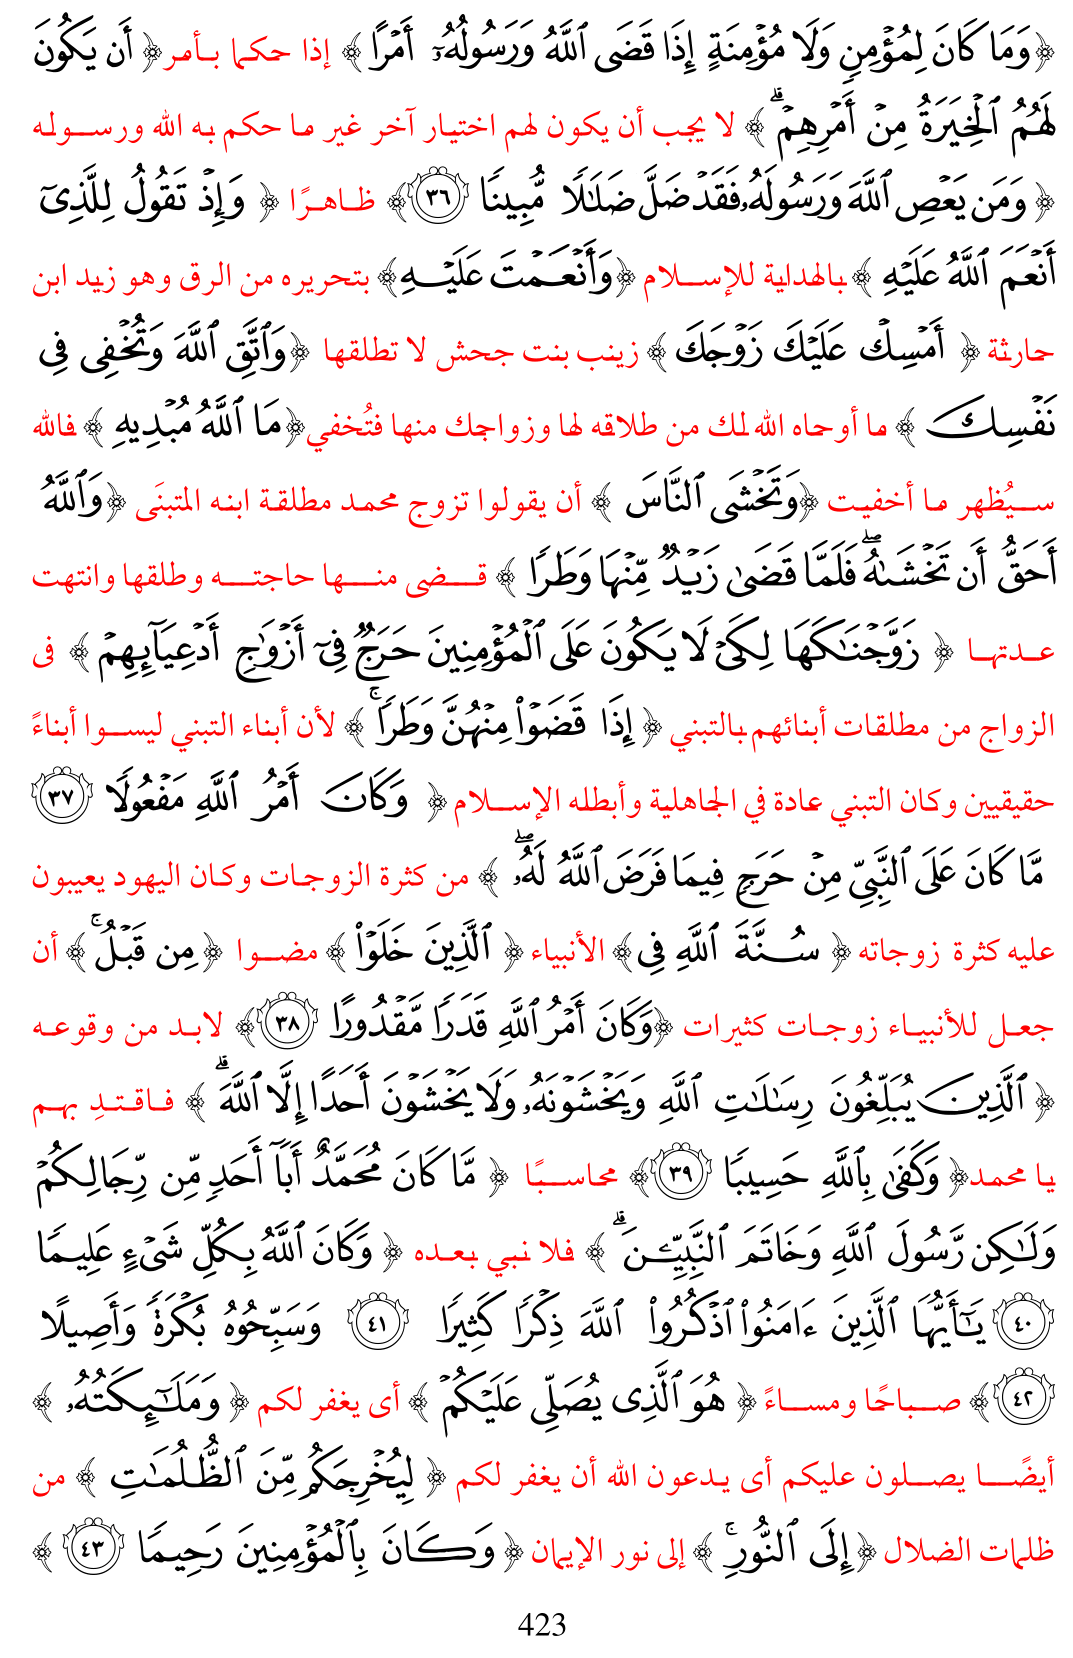 ﴿ وَمَا كَانَ لِمُؤْمِنٍ وَلَا مُؤْمِنَةٍ إِذَا قَضَى ٱللَّهُ وَرَسُولُهُۥٓ أَمْرًا ﴾ إذا حكما بأمر ﴿ أَن يَكُونَ
لَهُمُ ٱلْخِيَرَةُ مِنْ أَمْرِهِمْ ۗ ﴾ لا يجب أن يكون لهم اختيار آخر غير ما حكم به الله ورسوله
﴿ وَمَن يَعْصِ ٱللَّهَ وَرَسُولَهُۥ فَقَدْ ضَلَّ ضَلَٰلًا مُّبِينًا ٣٦ ﴾ ظاهرًا ﴿ وَإِذْ تَقُولُ لِلَّذِىٓ
أَنْعَمَ ٱللَّهُ عَلَيْهِ ﴾ بالهداية للإسلام ﴿ وَأَنْعَمْتَ عَلَيْهِ ﴾ بتحريره من الرق وهو زيد ابن
حارثة ﴿ أَمْسِكْ عَلَيْكَ زَوْجَكَ ﴾ زينب بنت جحش لا تطلقها ﴿ وَٱتَّقِ ٱللَّهَ وَتُخْفِى فِى
نَفْسِكَ ﴾ ما أوحاه الله لك من طلاقه لها وزواجك منها فتُخفي ﴿ مَا ٱللَّهُ مُبْدِيهِ ﴾ فالله
سيُظهر ما أخفيت ﴿ وَتَخْشَى ٱلنَّاسَ ﴾ أن يقولوا تزوج محمد مطلقة ابنه المتبنَى ﴿ وَٱللَّهُ
أَحَقُّ أَن تَخْشَىٰهُ ۖ فَلَمَّا قَضَىٰ زَيْدٌ مِّنْهَا وَطَرًا ﴾ قضى منها حاجته وطلقها وانتهت
عدتها ﴿ زَوَّجْنَٰكَهَا لِكَىْ لَا يَكُونَ عَلَى ٱلْمُؤْمِنِينَ حَرَجٌ فِىٓ أَزْوَٰجِ أَدْعِيَآئِهِمْ ﴾ فى
الزواج من مطلقات أبنائهم بالتبني ﴿ إِذَا قَضَوْا۟ مِنْهُنَّ وَطَرًا ۚ ﴾ لأن أبناء التبني ليسوا أبناءً
حقيقيين وكان التبني عادة في الجاهلية وأبطله الإسلام ﴿ وَكَانَ أَمْرُ ٱللَّهِ مَفْعُولًا ٣٧
مَّا كَانَ عَلَى ٱلنَّبِىِّ مِنْ حَرَجٍ فِيمَا فَرَضَ ٱللَّهُ لَهُۥ ۖ ﴾ من كثرة الزوجات وكان اليهود يعيبون
عليه كثرة زوجاته ﴿ سُنَّةَ ٱللَّهِ فِى ﴾ الأنبياء ﴿ ٱلَّذِينَ خَلَوْا۟ ﴾ مضوا ﴿ مِن قَبْلُ ۚ ﴾ أن
جعل للأنبياء زوجات كثيرات ﴿ وَكَانَ أَمْرُ ٱللَّهِ قَدَرًا مَّقْدُورًا ٣٨ ﴾ لابد من وقوعه
﴿ ٱلَّذِينَ يُبَلِّغُونَ رِسَٰلَٰتِ ٱللَّهِ وَيَخْشَوْنَهُۥ وَلَا يَخْشَوْنَ أَحَدًا إِلَّا ٱللَّهَ ۗ ﴾ فاقتدِ بهم
يا محمد ﴿ وَكَفَىٰ بِٱللَّهِ حَسِيبًا ٣٩ ﴾ محاسبًا ﴿ مَّا كَانَ مُحَمَّدٌ أَبَآ أَحَدٍ مِّن رِّجَالِكُمْ
وَلَٰكِن رَّسُولَ ٱللَّهِ وَخَاتَمَ ٱلنَّبِيِّـۧنَ ۗ ﴾ فلا نبي بعده ﴿ وَكَانَ ٱللَّهُ بِكُلِّ شَىْءٍ عَلِيمًا
٤٠ يَٰٓأَيُّهَا ٱلَّذِينَ ءَامَنُوا۟ ٱذْكُرُوا۟ ٱللَّهَ ذِكْرًا كَثِيرًا ٤١ وَسَبِّحُوهُ بُكْرَةً وَأَصِيلًا
٤٢ ﴾ صباحًا ومساءً ﴿ هُوَ ٱلَّذِى يُصَلِّى عَلَيْكُمْ ﴾ أى يغفر لكم ﴿ وَمَلَٰٓئِكَتُهُۥ ﴾
أيضًا يصلون عليكم أى يدعون الله أن يغفر لكم ﴿ لِيُخْرِجَكُم مِّنَ ٱلظُّلُمَٰتِ ﴾ من
ظلمات الضلال ﴿ إِلَى ٱلنُّورِ ۚ ﴾ إلى نور الإيمان ﴿ وَكَانَ بِٱلْمُؤْمِنِينَ رَحِيمًا ٤٣ ﴾
423